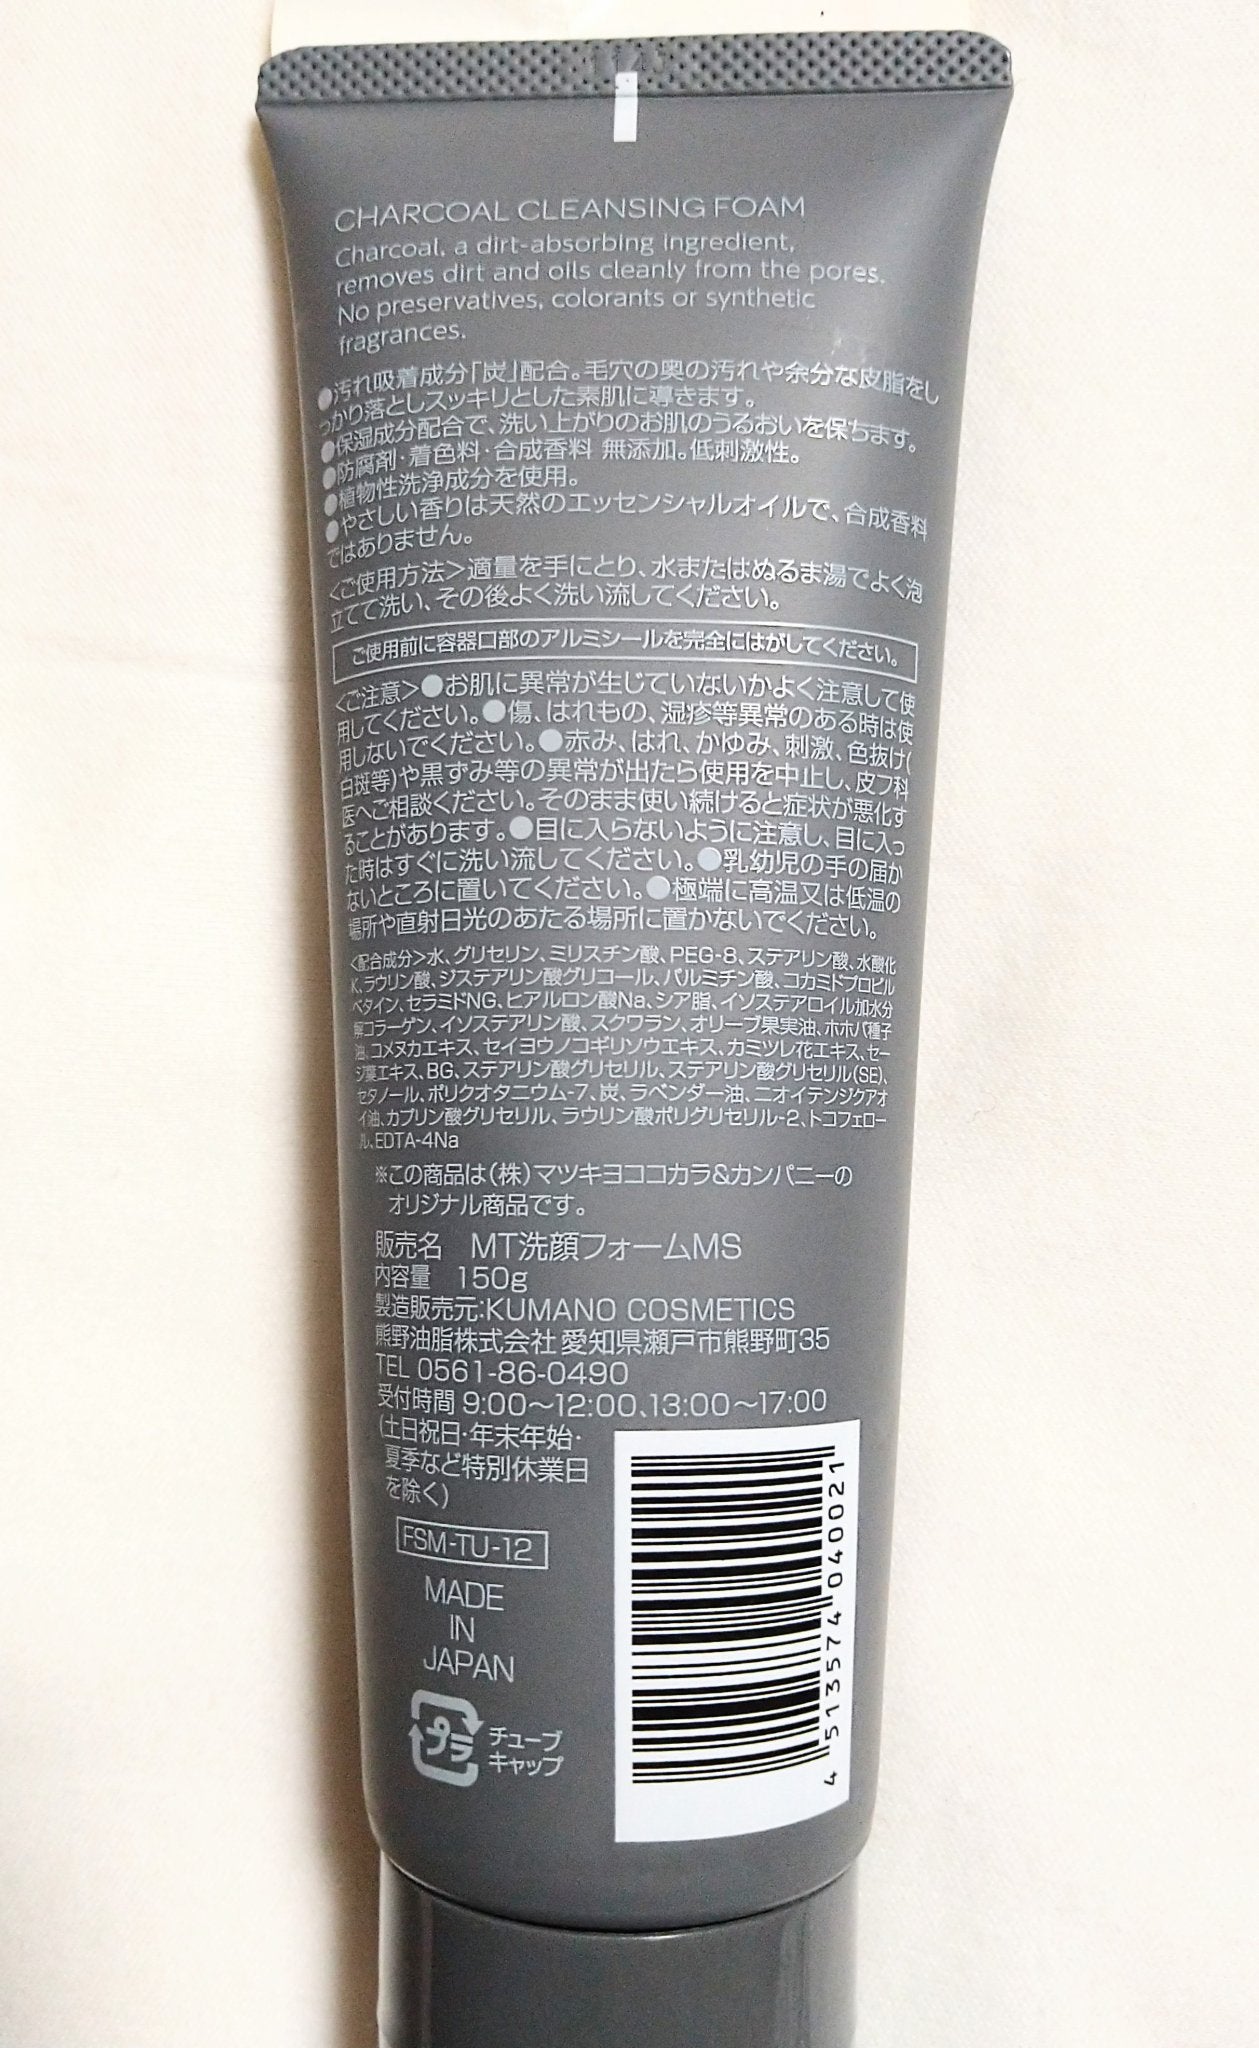 CHARCOAL CLEANSING FOAM
Charcoal, a dirt-absorbing ingredient,
removes dirt and oils cleanly from the pores.
No preservatives, colorants or synthetic
fragrances.
●汚れ吸着成分「炭」配合。毛穴の奥の汚れや余分な皮脂をし
っかり落としスッキリとした素肌に導きます。
●保湿成分配合で、洗い上がりのお肌のうるおいを保ちます。
●防腐剤・着色料・合成香料 無添加。低刺激性。
●植物性洗浄成分を使用。
●やさしい香りは天然のエッセンシャルオイルで、合成香料
ではありません。
<ご使用方法>適量を手にとり、水またはぬるま湯でよく泡
立てて洗い、その後よく洗い流してください。
ご使用前に容器口部のアルミシールを完全にはがしてください。
<ご注意>●お肌に異常が生じていないかよく注意して使
用してください。●傷、はれもの、湿疹等異常のある時は使
用しないでください。●赤み、はれ、かゆみ、刺激、色抜け(
白斑等)や黒ずみ等の異常が出たら使用を中止し、皮フ科
医へご相談ください。そのまま使い続けると症状が悪化す
ることがあります。●目に入らないように注意し、目に入っ
た時はすぐに洗い流してください。●乳幼児の手の届か
ないところに置いてください。●極端に高温又は低温の
場所や直射日光のあたる場所に置かないでください。
<配合成分>水、グリセリン、ミリスチン酸、PEG-8、ステアリン酸、水酸化
K、ラウリン酸、ジステアリン酸グリコール、パルミチン酸、コカミドプロピル
ベタイン、セラミドNG、ヒアルロン酸Na、シア脂、イソステアロイル加水分
解コラーゲン、イソステアリン酸、スクワラン、オリーブ果実油、ホホバ種子
油、コメヌカエキス、セイヨウノコギリソウエキス、カミツレ花エキス、セー
ジ葉エキス、BG、ステアリン酸グリセリル、ステアリン酸グリセリル(SE)、
セタノール、ポリクオタニウム-7、炭、ラベンダー油、ニオイテンジクアオ
イ油、カプリン酸グリセリル、ラウリン酸ポリグリセリル-2、トコフェロー
ル、EDTA-4Na
※この商品は(株)マツキヨココカラ&カンパニーの
オリジナル商品です。
販売名 MT洗顔フォームMS
内容量 150g
製造販売元:KUMANO COSMETICS
熊野油脂株式会社 愛知県瀬戸市熊野町35
TEL 0561-86-0490
受付時間 9:00～12:00、13:00～17:00
(土日祝日・年末年始・
夏季など特別休業日
を除く)
FSM-TU-12
MADE
IN
JAPAN
プラ
チューブ
キャップ
4 513574 040021